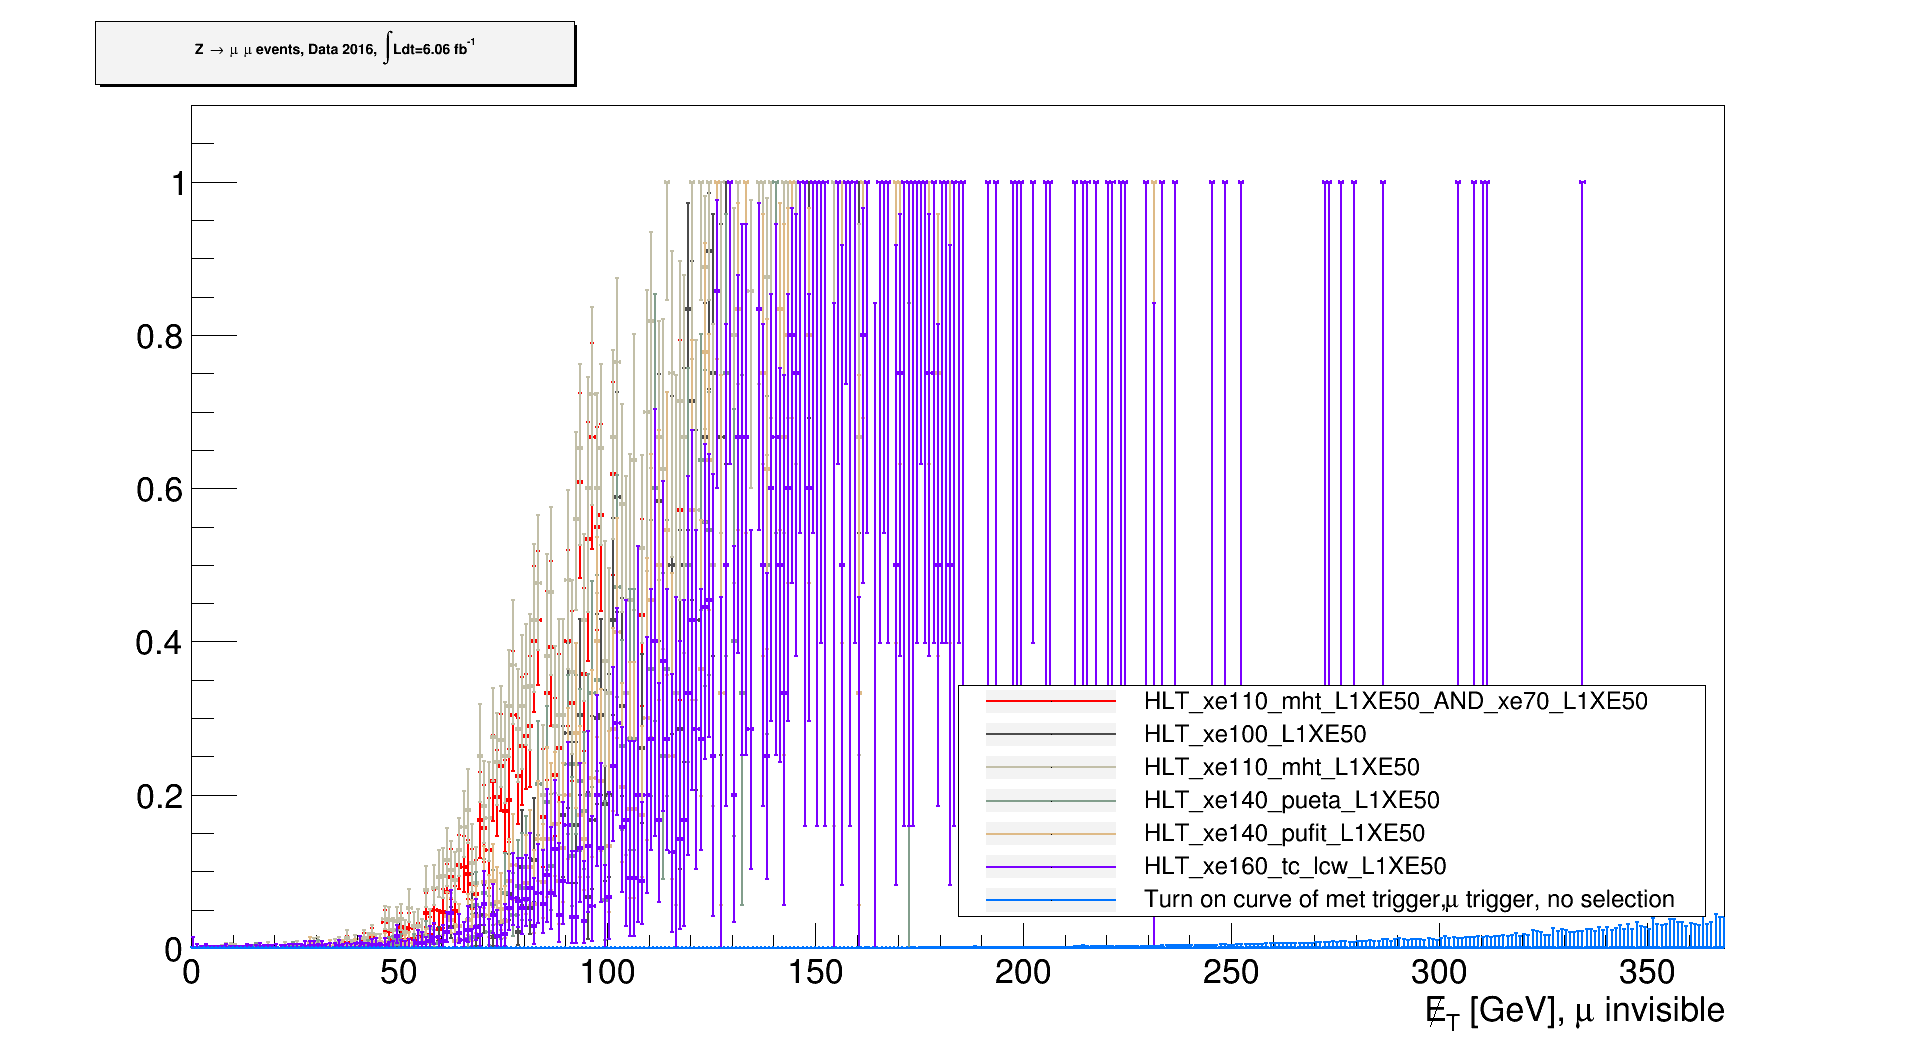 Z → μ μ events, Data 2016, ∫Ldt=6.06 fb⁻¹
1
0.8
0.6
0.4
0.2
0
HLT_xe110_mht_L1XE50_AND_xe70_L1XE50
HLT_xe100_L1XE50
HLT_xe110_mht_L1XE50
HLT_xe140_pueta_L1XE50
HLT_xe140_pufit_L1XE50
HLT_xe160_tc_lcw_L1XE50
Turn on curve of met trigger,μ trigger, no selection
0 50 100 150 200 250 300 350
E̸_T [GeV], μ invisible